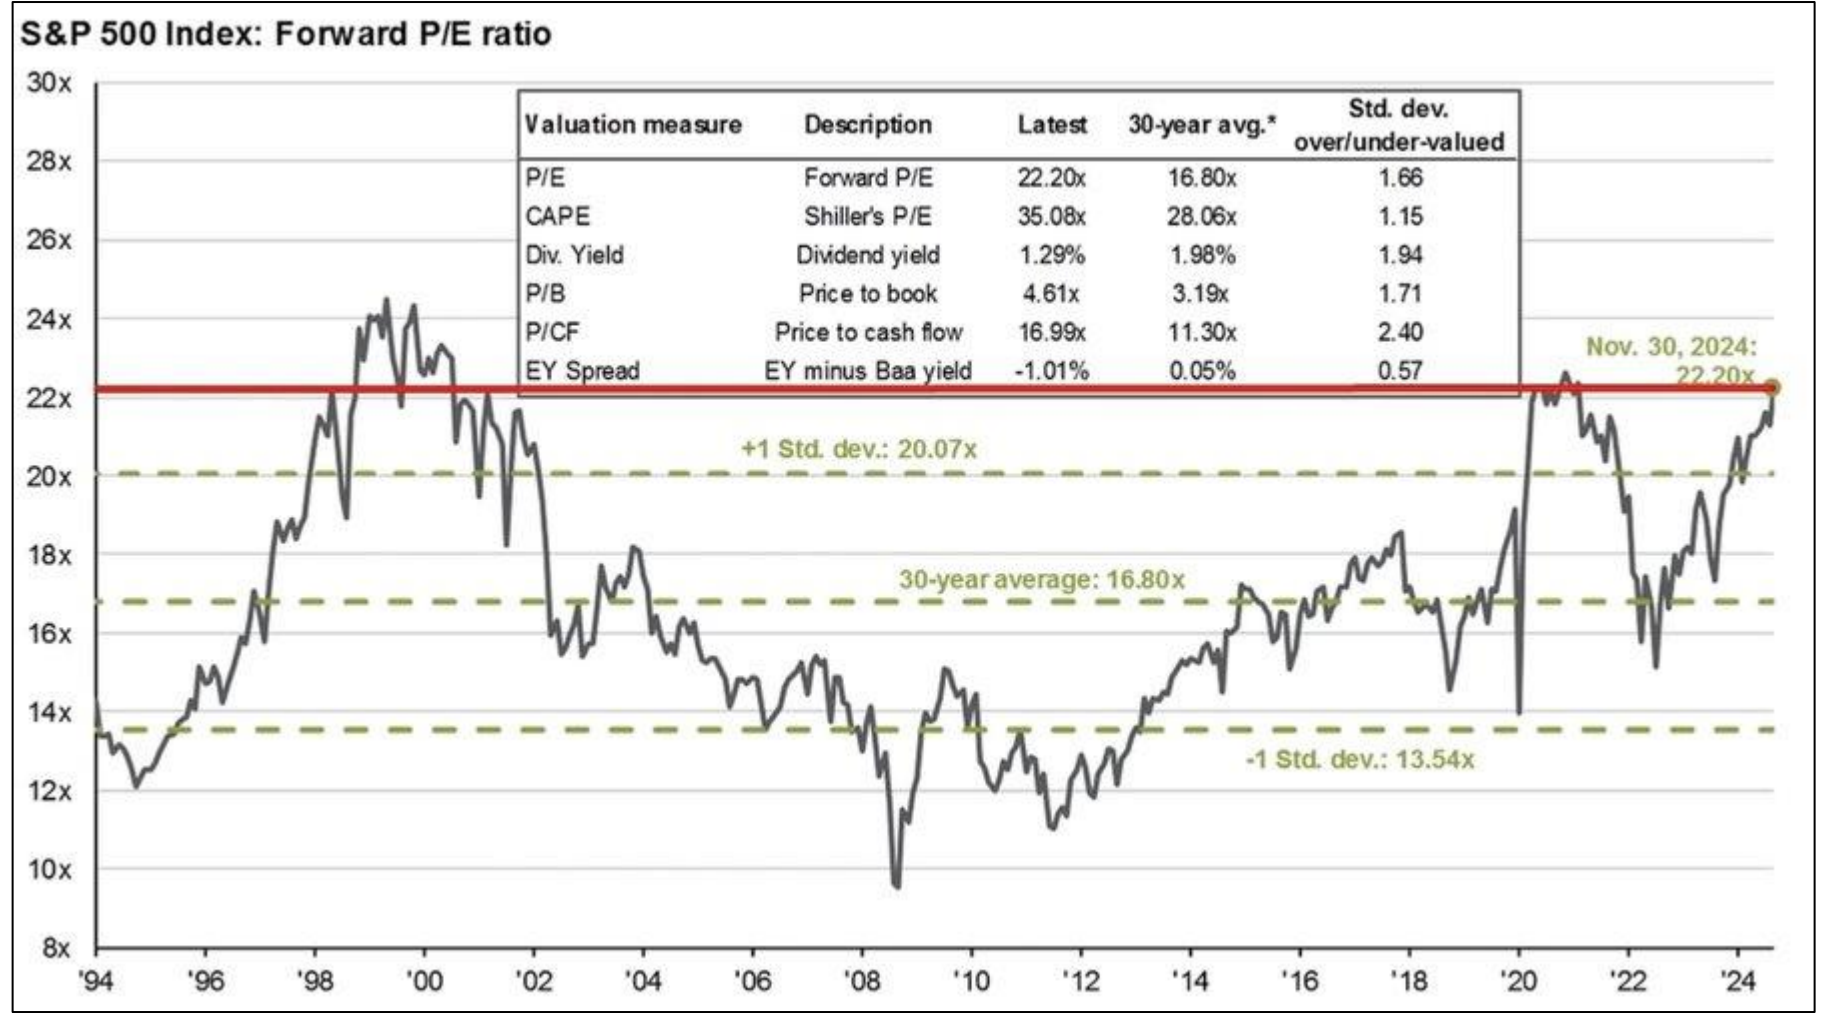 S&P 500 Index: Forward P/E ratio
30x
28x
26x
24x
22x
20x
18x
16x
14x
12x
10x
8x
Valuation measure Description Latest 30-year avg.* Std. dev. over/under-valued
P/E Forward P/E 22.20x 16.80x 1.66
CAPE Shiller's P/E 35.08x 28.06x 1.15
Div. Yield Dividend yield 1.29% 1.98% 1.94
P/B Price to book 4.61x 3.19x 1.71
P/CF Price to cash flow 16.99x 11.30x 2.40
EY Spread EY minus Baa yield -1.01% 0.05% 0.57
Nov. 30, 2024:
22.20x
+1 Std. dev.: 20.07x
30-year average: 16.80x
-1 Std. dev.: 13.54x
'94 '96 '98 '00 '02 '04 '06 '08 '10 '12 '14 '16 '18 '20 '22 '24